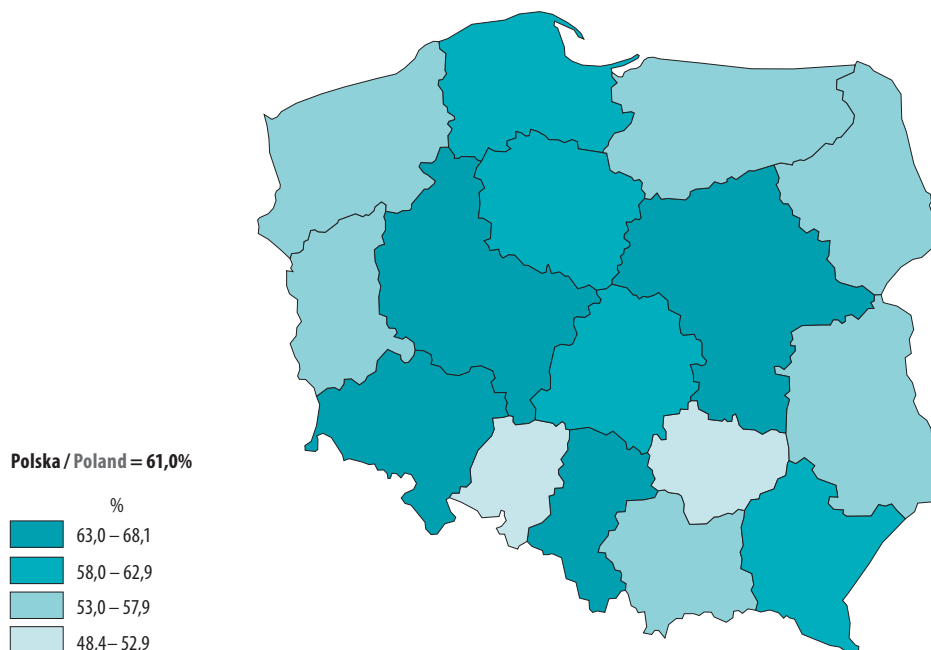 Polska / Poland = 61,0%
%
63,0 – 68,1
58,0 – 62,9
53,0 – 57,9
48,4 – 52,9